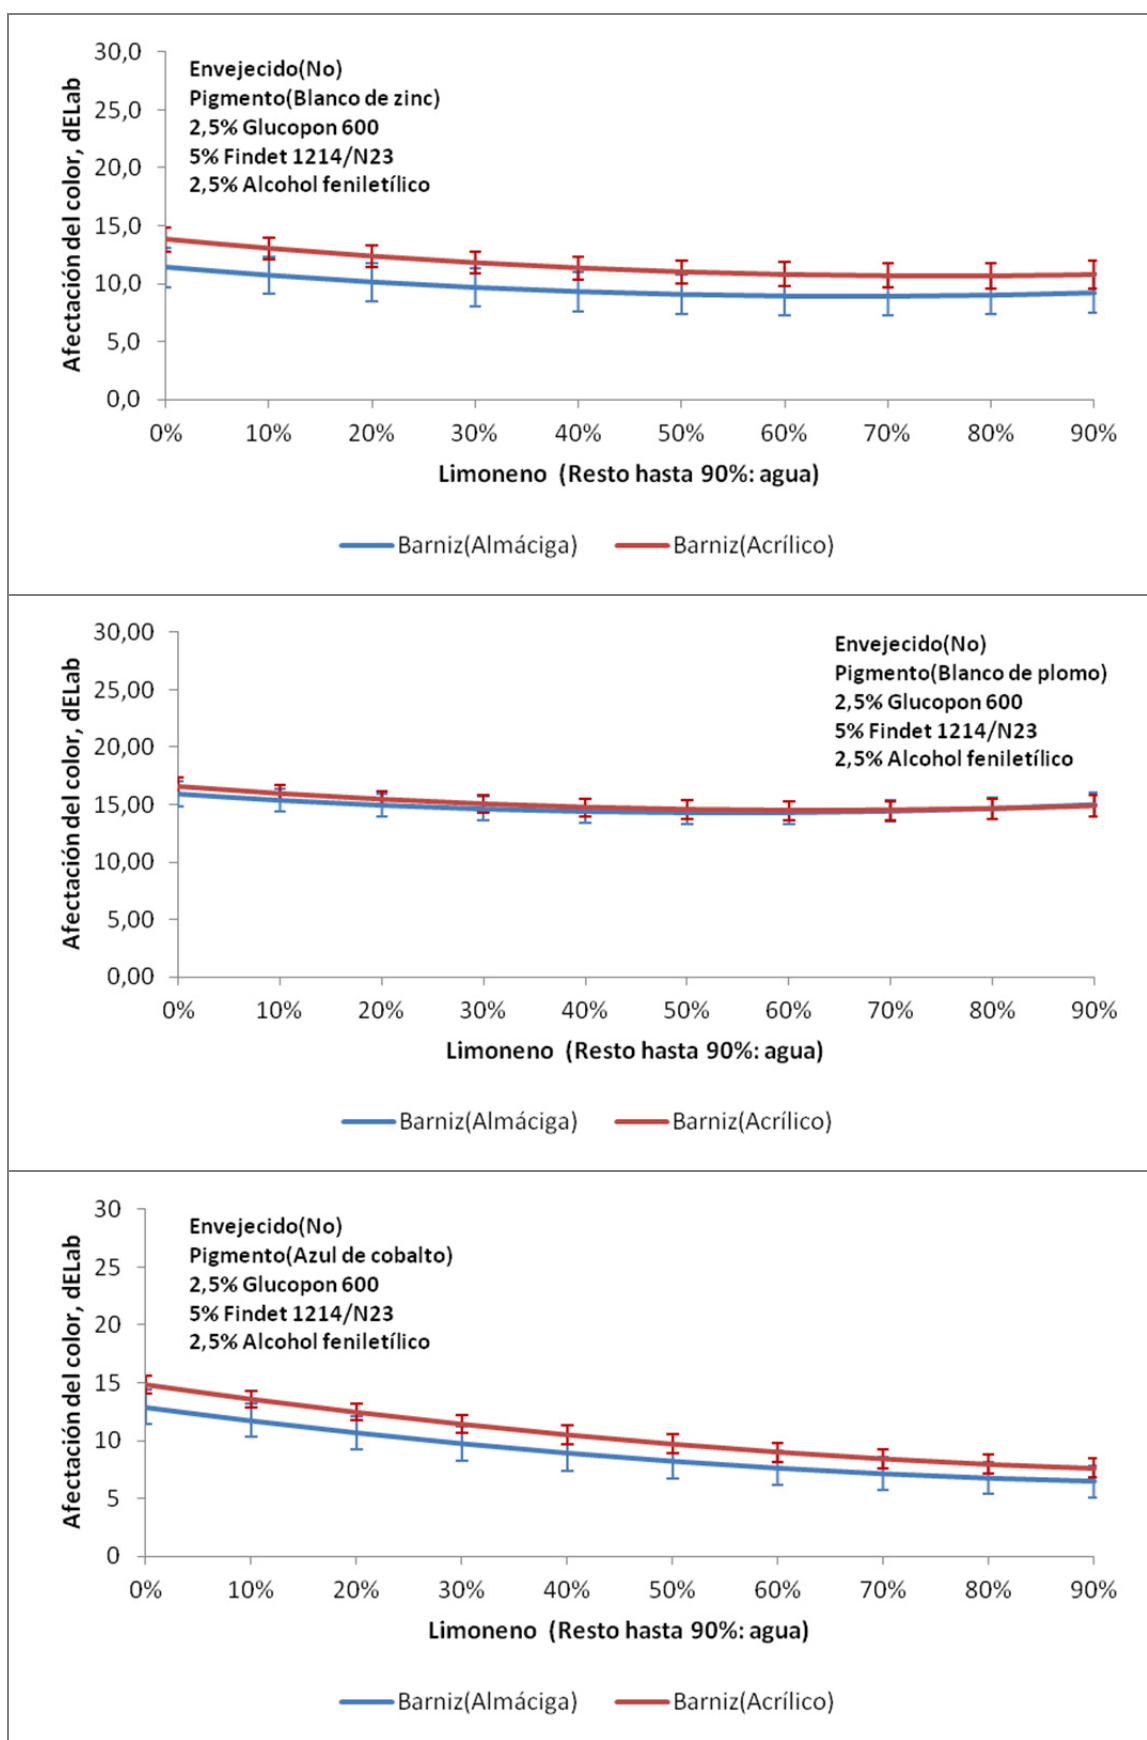 30,0
25,0
20,0
15,0
10,0
5,0
0,0
Afectación del color, dELab
Envejecido(No)
Pigmento(Blanco de zinc)
2,5% Glucopon 600
5% Findet 1214/N23
2,5% Alcohol feniletílico
0% 10% 20% 30% 40% 50% 60% 70% 80% 90%
Limoneno (Resto hasta 90%: agua)
Barniz(Almáciga) Barniz(Acrílico)
30,00
25,00
20,00
15,00
10,00
5,00
0,00
Afectación del color, dELab
Envejecido(No)
Pigmento(Blanco de plomo)
2,5% Glucopon 600
5% Findet 1214/N23
2,5% Alcohol feniletílico
0% 10% 20% 30% 40% 50% 60% 70% 80% 90%
Limoneno (Resto hasta 90%: agua)
Barniz(Almáciga) Barniz(Acrílico)
30
25
20
15
10
5
0
Afectación del color, dELab
Envejecido(No)
Pigmento(Azul de cobalto)
2,5% Glucopon 600
5% Findet 1214/N23
2,5% Alcohol feniletílico
0% 10% 20% 30% 40% 50% 60% 70% 80% 90%
Limoneno (Resto hasta 90%: agua)
Barniz(Almáciga) Barniz(Acrílico)